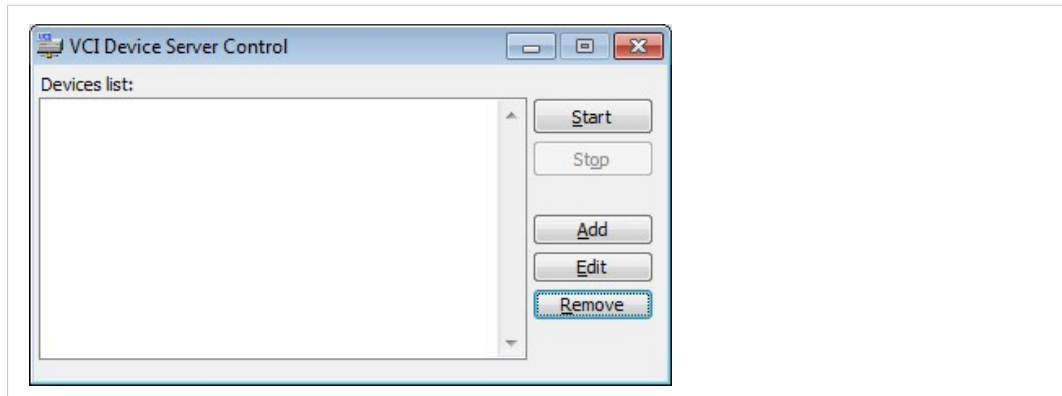 VCI Device Server Control
Devices list:
Start
Stop
Add
Edit
Remove